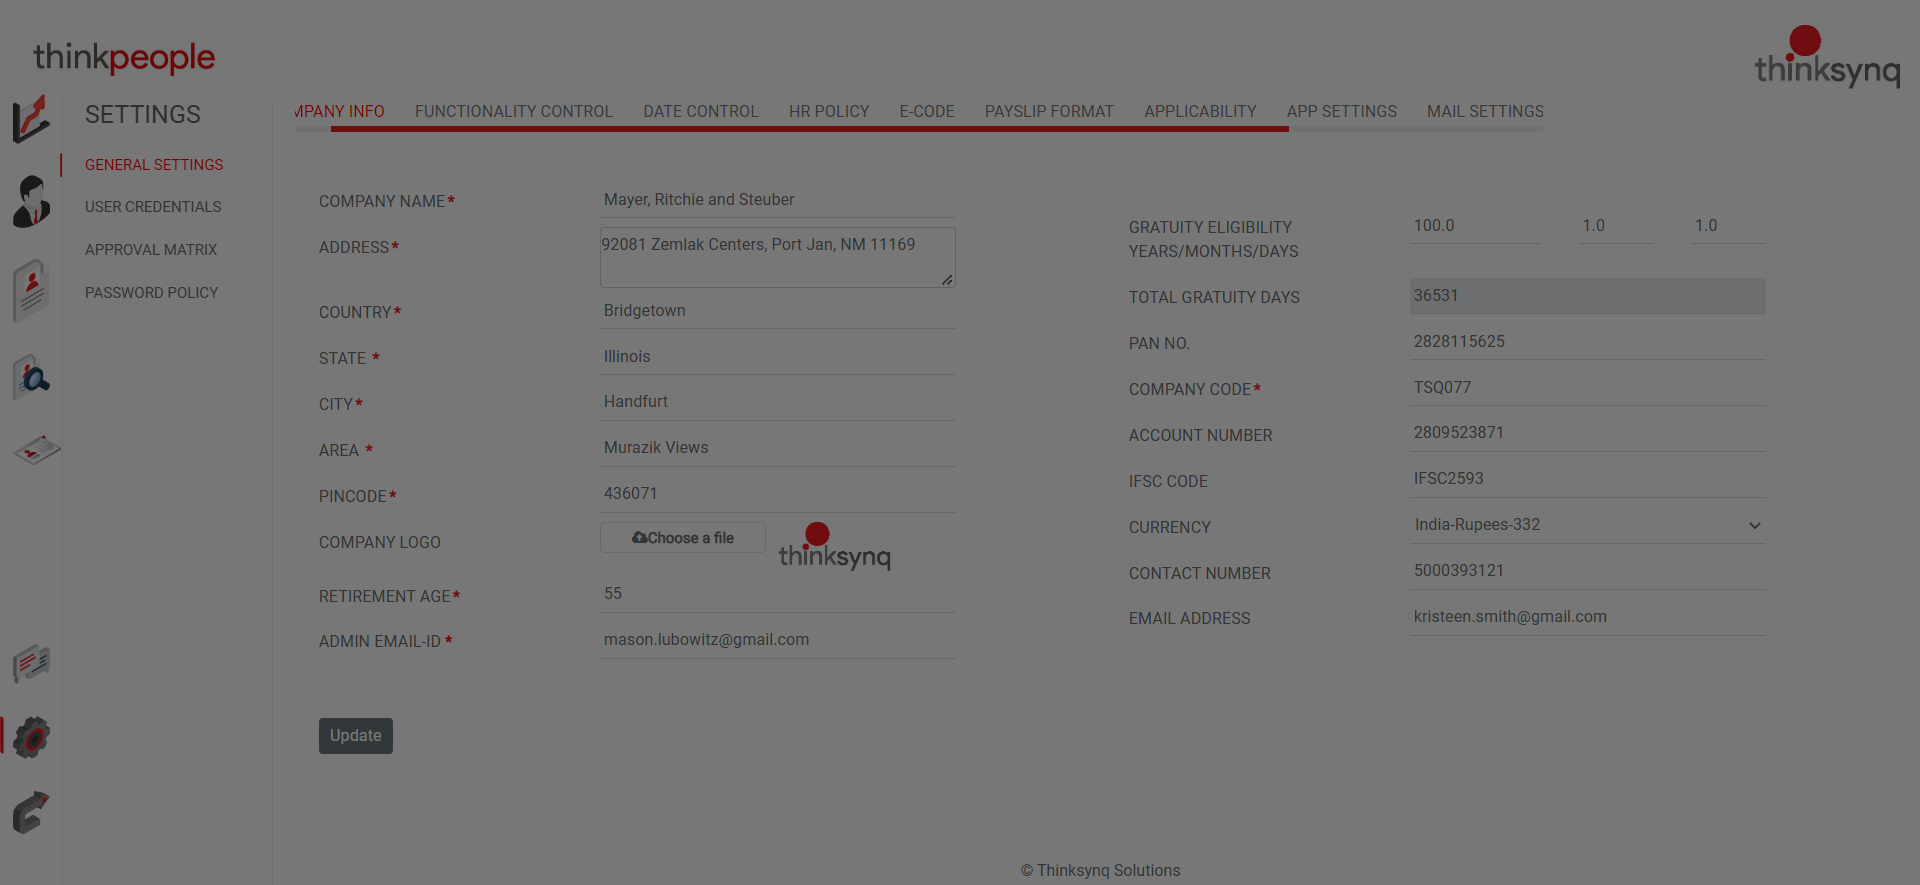 thinkpeople
thinksynq
SETTINGS
GENERAL SETTINGS
USER CREDENTIALS
APPROVAL MATRIX
PASSWORD POLICY
MPANY INFO
FUNCTIONALITY CONTROL
DATE CONTROL
HR POLICY
E-CODE
PAYSLIP FORMAT
APPLICABILITY
APP SETTINGS
MAIL SETTINGS
COMPANY NAME*
Mayer, Ritchie and Steuber
ADDRESS*
92081 Zemlak Centers, Port Jan, NM 11169
COUNTRY*
Bridgetown
STATE *
Illinois
CITY*
Handfurt
AREA *
Murazik Views
PINCODE*
436071
COMPANY LOGO
Choose a file
thinksynq
RETIREMENT AGE*
55
ADMIN EMAIL-ID *
mason.lubowitz@gmail.com
Update
GRATUITY ELIGIBILITY
YEARS/MONTHS/DAYS
100.0
1.0
1.0
TOTAL GRATUITY DAYS
36531
PAN NO.
2828115625
COMPANY CODE*
TSQ077
ACCOUNT NUMBER
2809523871
IFSC CODE
IFSC2593
CURRENCY
India-Rupees-332
CONTACT NUMBER
5000393121
EMAIL ADDRESS
kristeen.smith@gmail.com
© Thinksynq Solutions